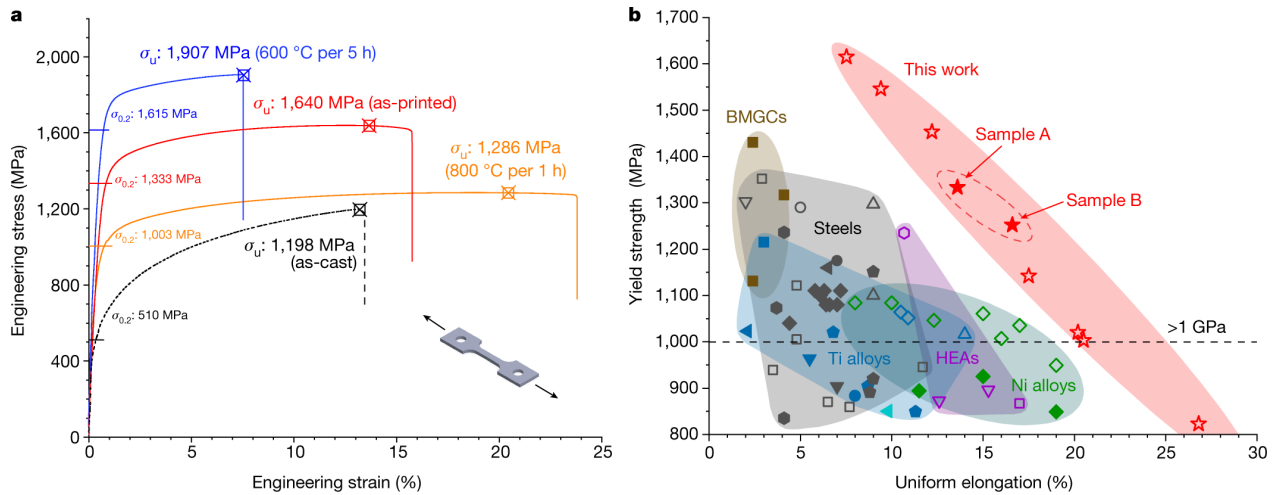 a
Engineering stress (MPa)
2,000
1,600
1,200
800
400
0
σu: 1,907 MPa (600 °C per 5 h)
σ0.2: 1,615 MPa
σu: 1,640 MPa (as-printed)
σ0.2: 1,333 MPa
σu: 1,286 MPa
(800 °C per 1 h)
σ0.2: 1,003 MPa
σu: 1,198 MPa
(as-cast)
σ0.2: 510 MPa
0 5 10 15 20 25
Engineering strain (%)
b
Yield strength (MPa)
1,700
1,600
1,500
1,400
1,300
1,200
1,100
1,000
900
800
This work
BMGCs
Sample A
Sample B
Steels
>1 GPa
Ti alloys
HEAs
Ni alloys
0 5 10 15 20 25 30
Uniform elongation (%)